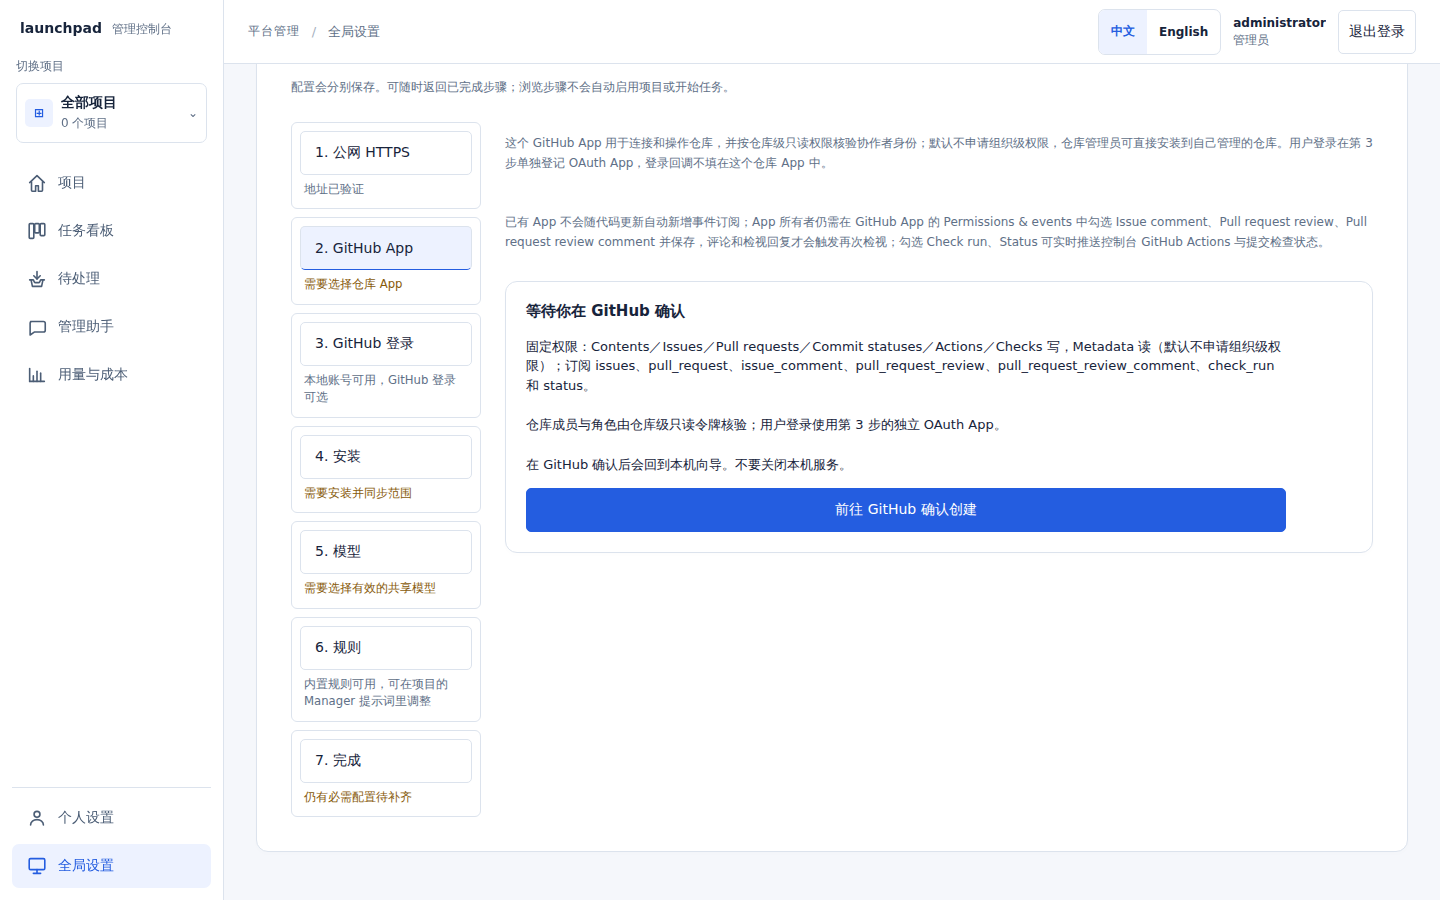 launchpad 管理控制台
切换项目
全部项目
0 个项目
项目
任务看板
待处理
管理助手
用量与成本
个人设置
全局设置
平台管理 / 全局设置
中文 English
administrator
管理员
退出登录
配置会分别保存。可随时返回已完成步骤；浏览步骤不会自动启用项目或开始任务。
1. 公网 HTTPS
地址已验证
2. GitHub App
需要选择仓库 App
3. GitHub 登录
本地账号可用，GitHub 登录
可选
4. 安装
需要安装并同步范围
5. 模型
需要选择有效的共享模型
6. 规则
内置规则可用，可在项目的
Manager 提示词里调整
7. 完成
仍有必需配置待补齐
这个 GitHub App 用于连接和操作仓库，并按仓库级只读权限核验协作者身份；默认不申请组织级权限，仓库管理员可直接安装到自己管理的仓库。用户登录在第 3
步单独登记 OAuth App，登录回调不填在这个仓库 App 中。
已有 App 不会随代码更新自动新增事件订阅；App 所有者仍需在 GitHub App 的 Permissions & events 中勾选 Issue comment、Pull request review、Pull
request review comment 并保存，评论和检视回复才会触发再次检视；勾选 Check run、Status 可实时推送控制台 GitHub Actions 与提交检查状态。
等待你在 GitHub 确认
固定权限：Contents／Issues／Pull requests／Commit statuses／Actions／Checks 写，Metadata 读（默认不申请组织级权
限）；订阅 issues、pull_request、issue_comment、pull_request_review、pull_request_review_comment、check_run
和 status。
仓库成员与角色由仓库级只读令牌核验；用户登录使用第 3 步的独立 OAuth App。
在 GitHub 确认后会回到本机向导。不要关闭本机服务。
前往 GitHub 确认创建